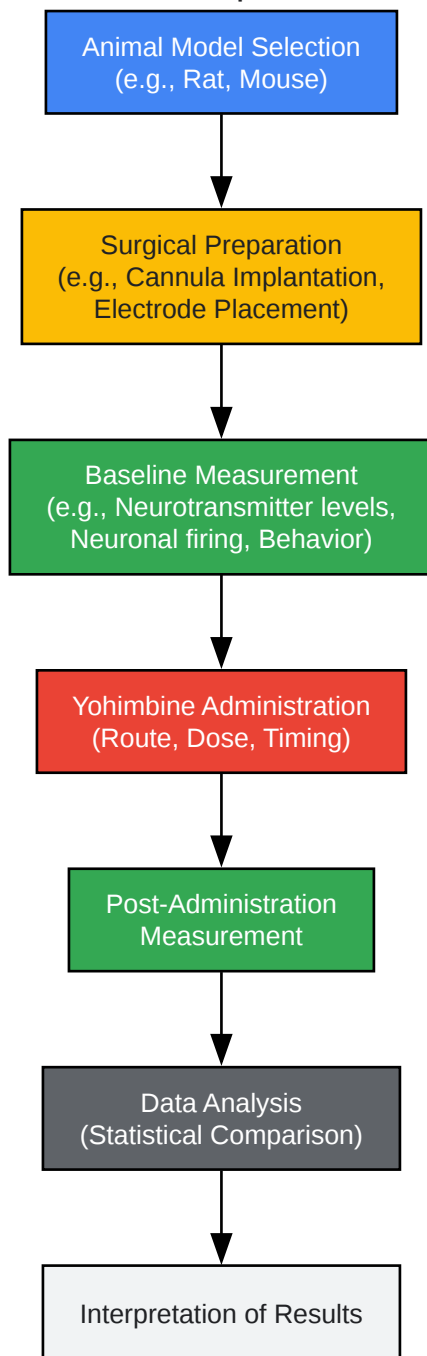 Animal Model Selection
(e.g., Rat, Mouse)
Surgical Preparation
(e.g., Cannula Implantation,
Electrode Placement)
Baseline Measurement
(e.g., Neurotransmitter levels,
Neuronal firing, Behavior)
Yohimbine Administration
(Route, Dose, Timing)
Post-Administration
Measurement
Data Analysis
(Statistical Comparison)
Interpretation of Results